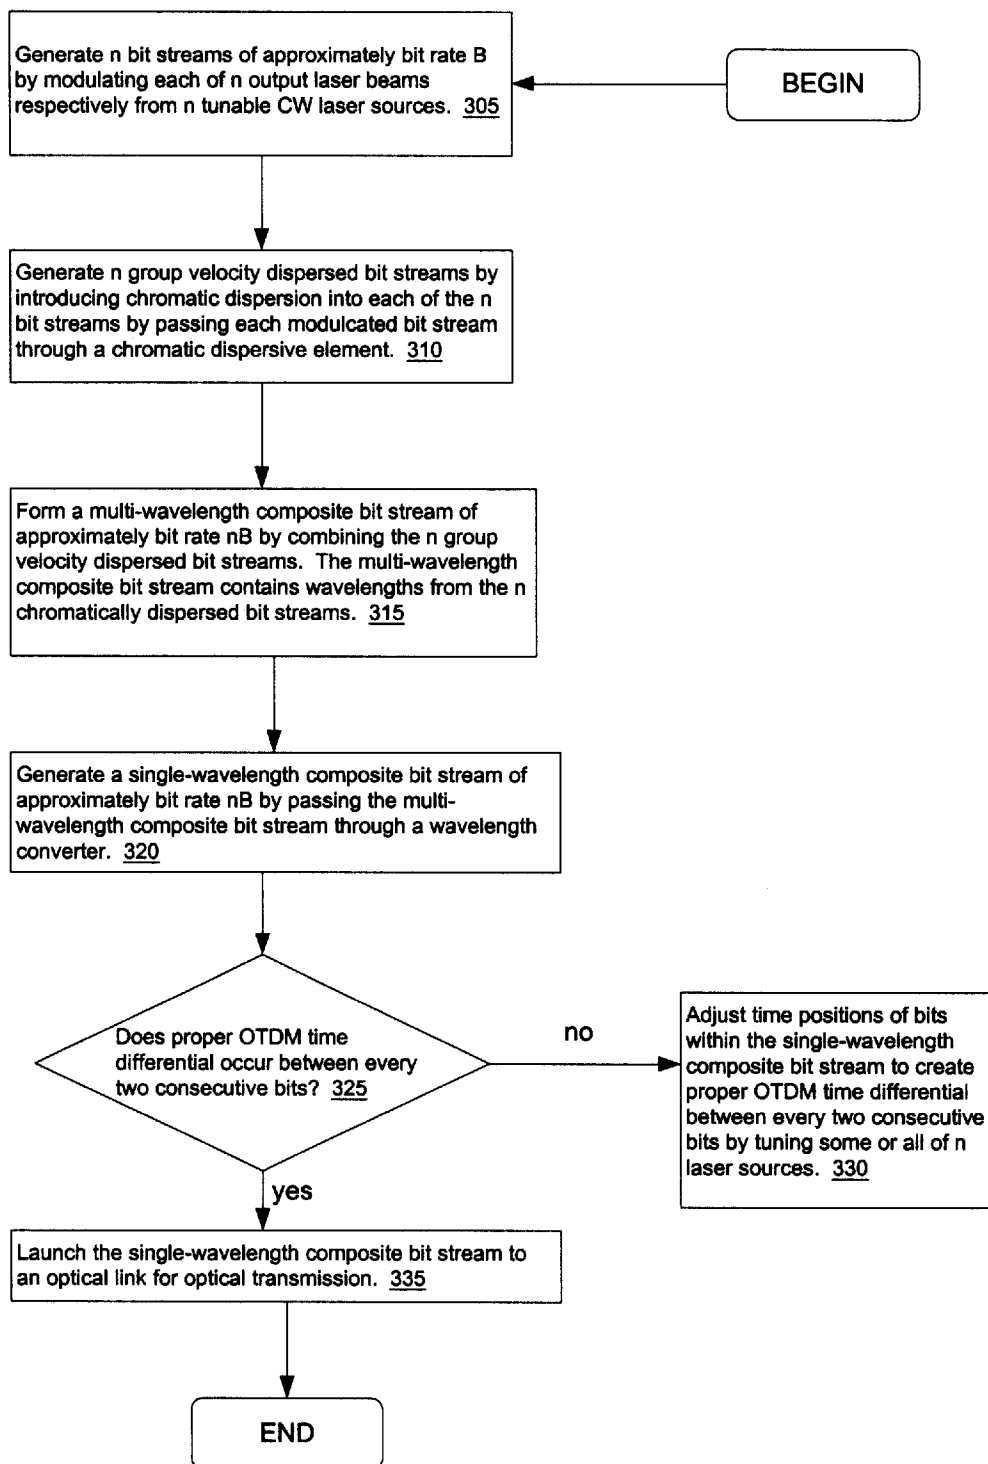 BEGIN
Generate n bit streams of approximately bit rate B
by modulating each of n output laser beams
respectively from n tunable CW laser sources. 305
Generate n group velocity dispersed bit streams by
introducing chromatic dispersion into each of the n
bit streams by passing each modulcated bit stream
through a chromatic dispersive element. 310
Form a multi-wavelength composite bit stream of
approximately bit rate nB by combining the n group
velocity dispersed bit streams. The multi-wavelength
composite bit stream contains wavelengths from the n
chromatically dispersed bit streams. 315
Generate a single-wavelength composite bit stream of
approximately bit rate nB by passing the multi-
wavelength composite bit stream through a wavelength
converter. 320
Does proper OTDM time
differential occur between every
two consecutive bits? 325
no
Adjust time positions of bits
within the single-wavelength
composite bit stream to create
proper OTDM time differential
between every two consecutive
bits by tuning some or all of n
laser sources. 330
yes
Launch the single-wavelength composite bit stream to
an optical link for optical transmission. 335
END